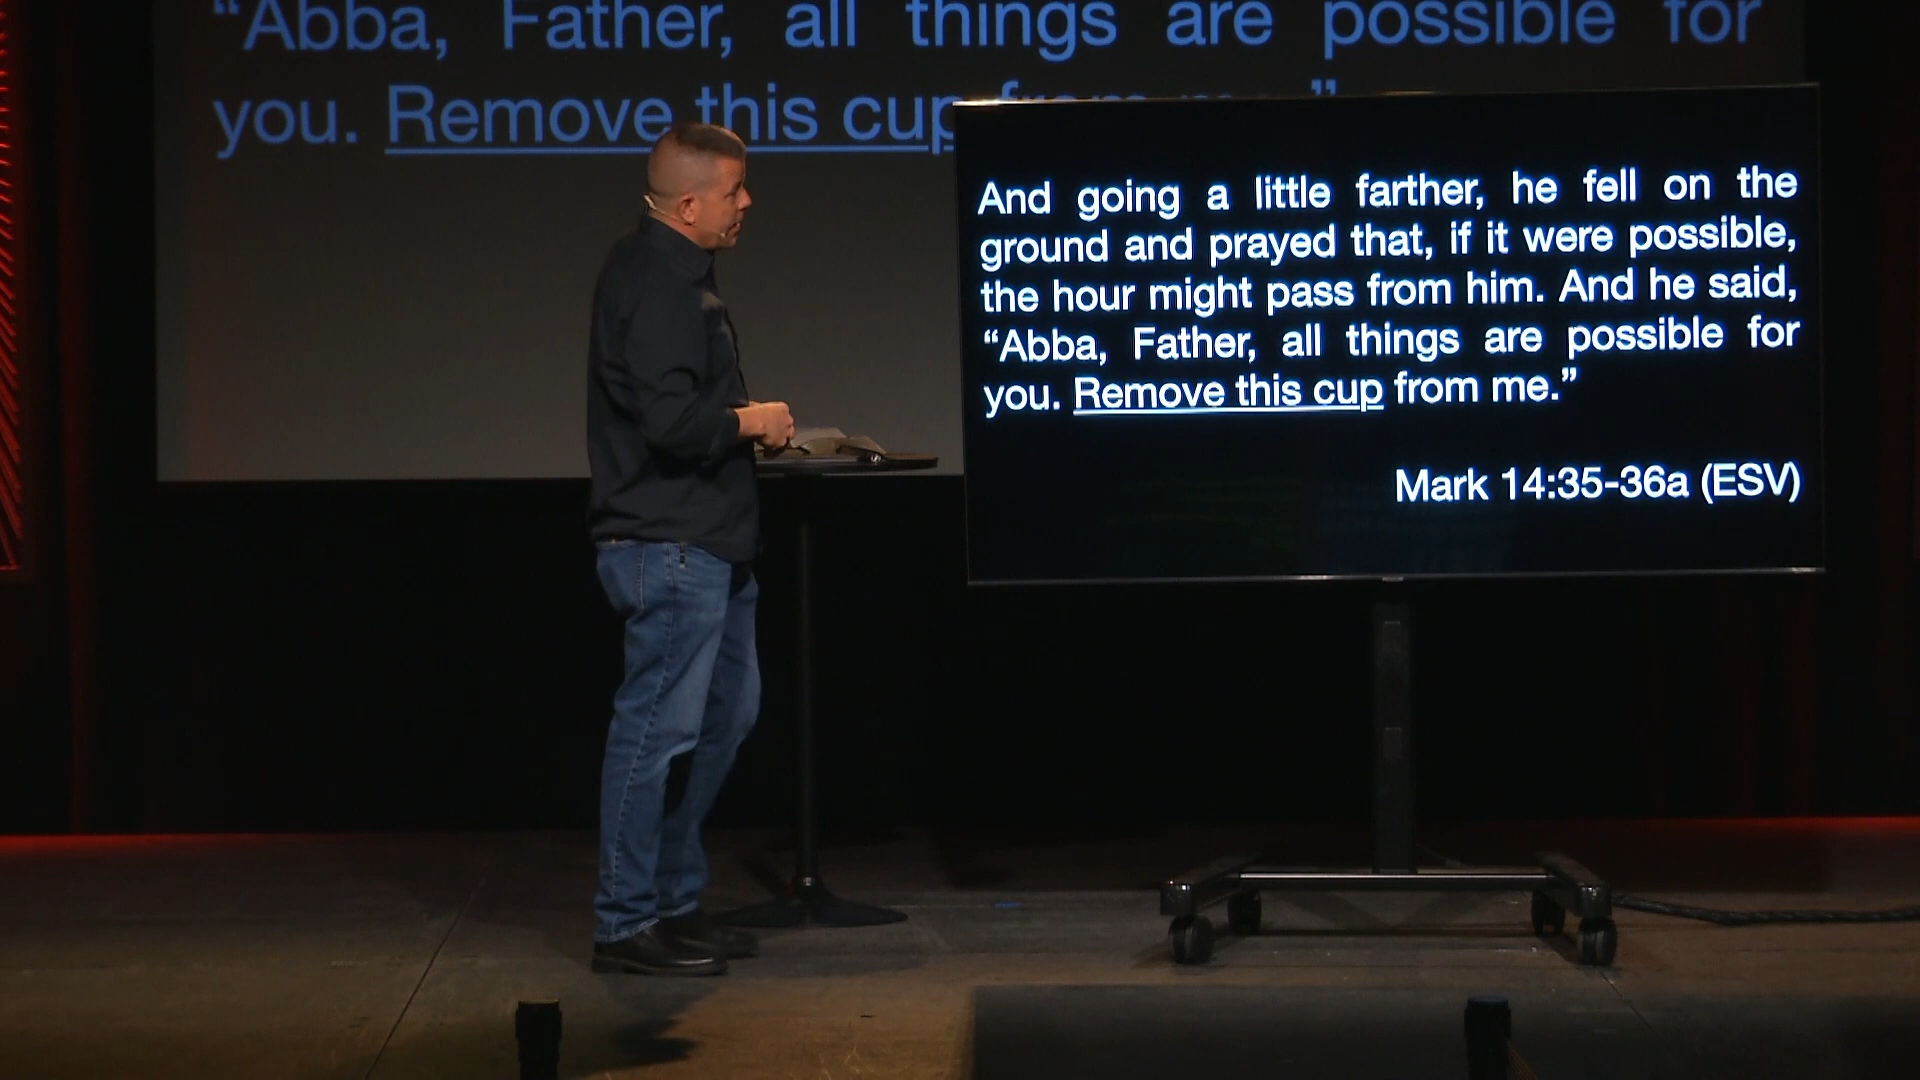 “Abba, Father, all things are possible for
you. Remove this cup from me.”
And going a little farther, he fell on the
ground and prayed that, if it were possible,
the hour might pass from him. And he said,
“Abba, Father, all things are possible for
you. Remove this cup from me.”
Mark 14:35-36a (ESV)